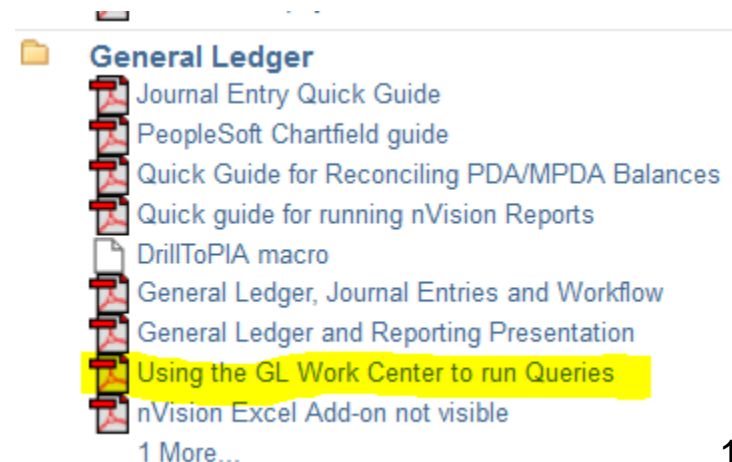 General Ledger
Journal Entry Quick Guide
PeopleSoft Chartfield guide
Quick Guide for Reconciling PDA/MPDA Balances
Quick guide for running nVision Reports
DrillToPIA macro
General Ledger, Journal Entries and Workflow
General Ledger and Reporting Presentation
Using the GL Work Center to run Queries
nVision Excel Add-on not visible
1 More...
1